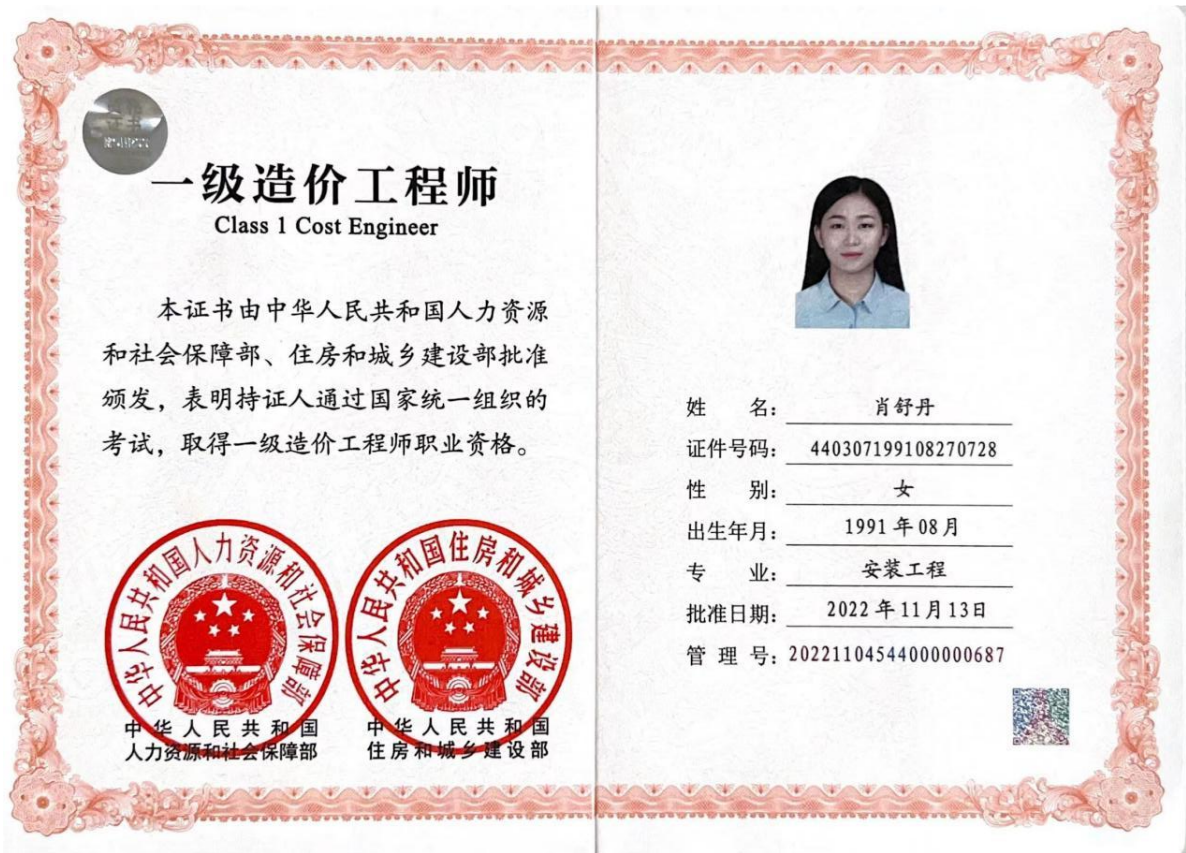 一级造价工程师
Class 1 Cost Engineer
本证书由中华人民共和国人力资源
和社会保障部、住房和城乡建设部批准
颁发，表明持证人通过国家统一组织的
考试，取得一级造价工程师职业资格。
中华人民共和国人力资源和社会保障部
中华人民共和国住房和城乡建设部
中华人民共和国
人力资源和社会保障部
中华人民共和国
住房和城乡建设部
姓 名：肖舒丹
证件号码：440307199108270728
性 别：女
出生年月：1991年08月
专 业：安装工程
批准日期：2022年11月13日
管 理 号：20221104544000000687